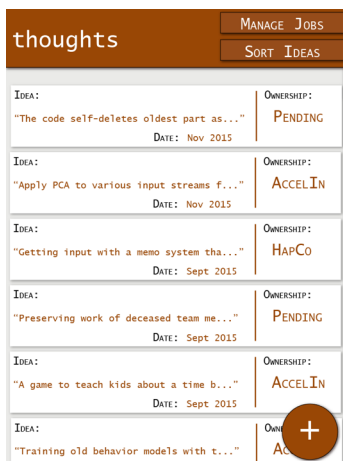 thoughts
Manage Jobs
Sort Ideas
Idea:
Ownership:
"The code self-deletes oldest part as..."
Pending
Date: Nov 2015
Idea:
Ownership:
"Apply PCA to various input streams f..."
AccelIn
Date: Nov 2015
Idea:
Ownership:
"Getting input with a memo system tha..."
HapCo
Date: Sept 2015
Idea:
Ownership:
"Preserving work of deceased team me..."
Pending
Date: Sept 2015
Idea:
Ownership:
"A game to teach kids about a time b..."
AccelIn
Date: Sept 2015
Idea:
"Training old behavior models with t..."
+